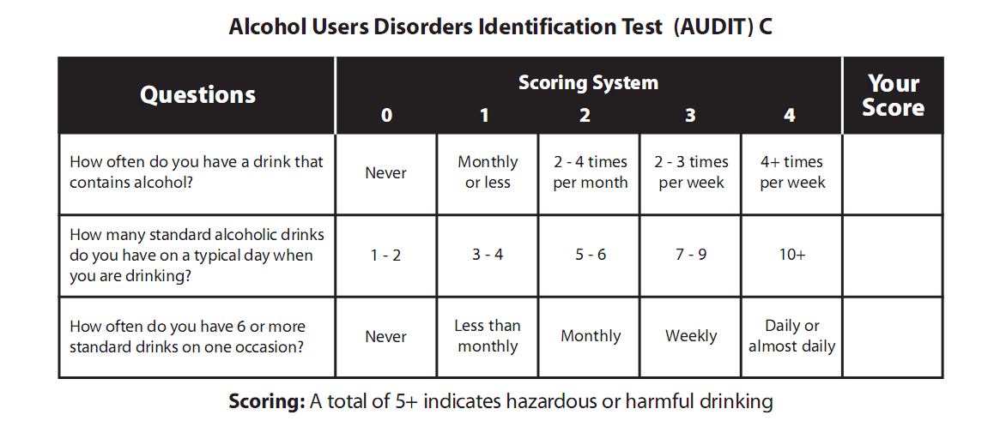 Alcohol Users Disorders Identification Test  (AUDIT) C
Questions
Scoring System
Your
Score
0 1 2 3 4
How often do you have a drink that
contains alcohol?
Never
Monthly
or less
2 - 4 times
per month
2 - 3 times
per week
4+ times
per week
How many standard alcoholic drinks
do you have on a typical day when
you are drinking?
1 - 2
3 - 4
5 - 6
7 - 9
10+
How often do you have 6 or more
standard drinks on one occasion?
Never
Less than
monthly
Monthly
Weekly
Daily or
almost daily
Scoring: A total of 5+ indicates hazardous or harmful drinking